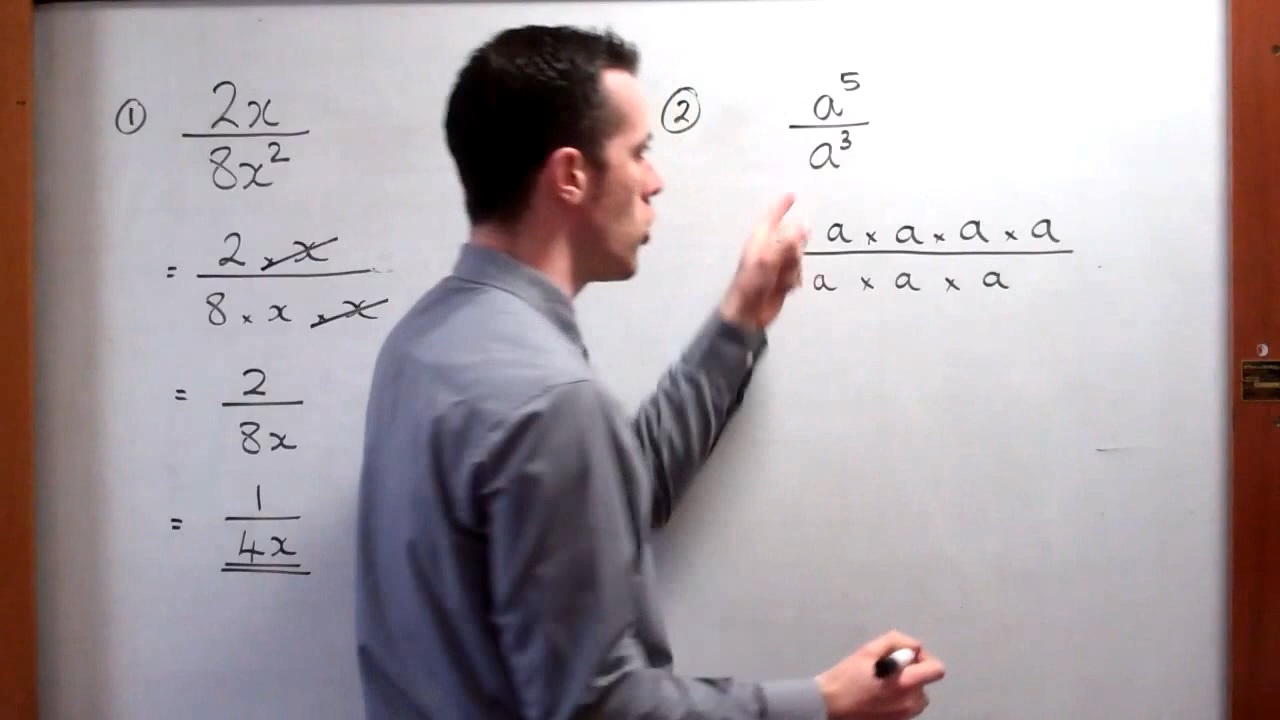 ① 2x
8x²
= 2 × x
8 × x × x
= 2
8x
= 1
4x
② a⁵
a³
a × a × a × a
a × a × a